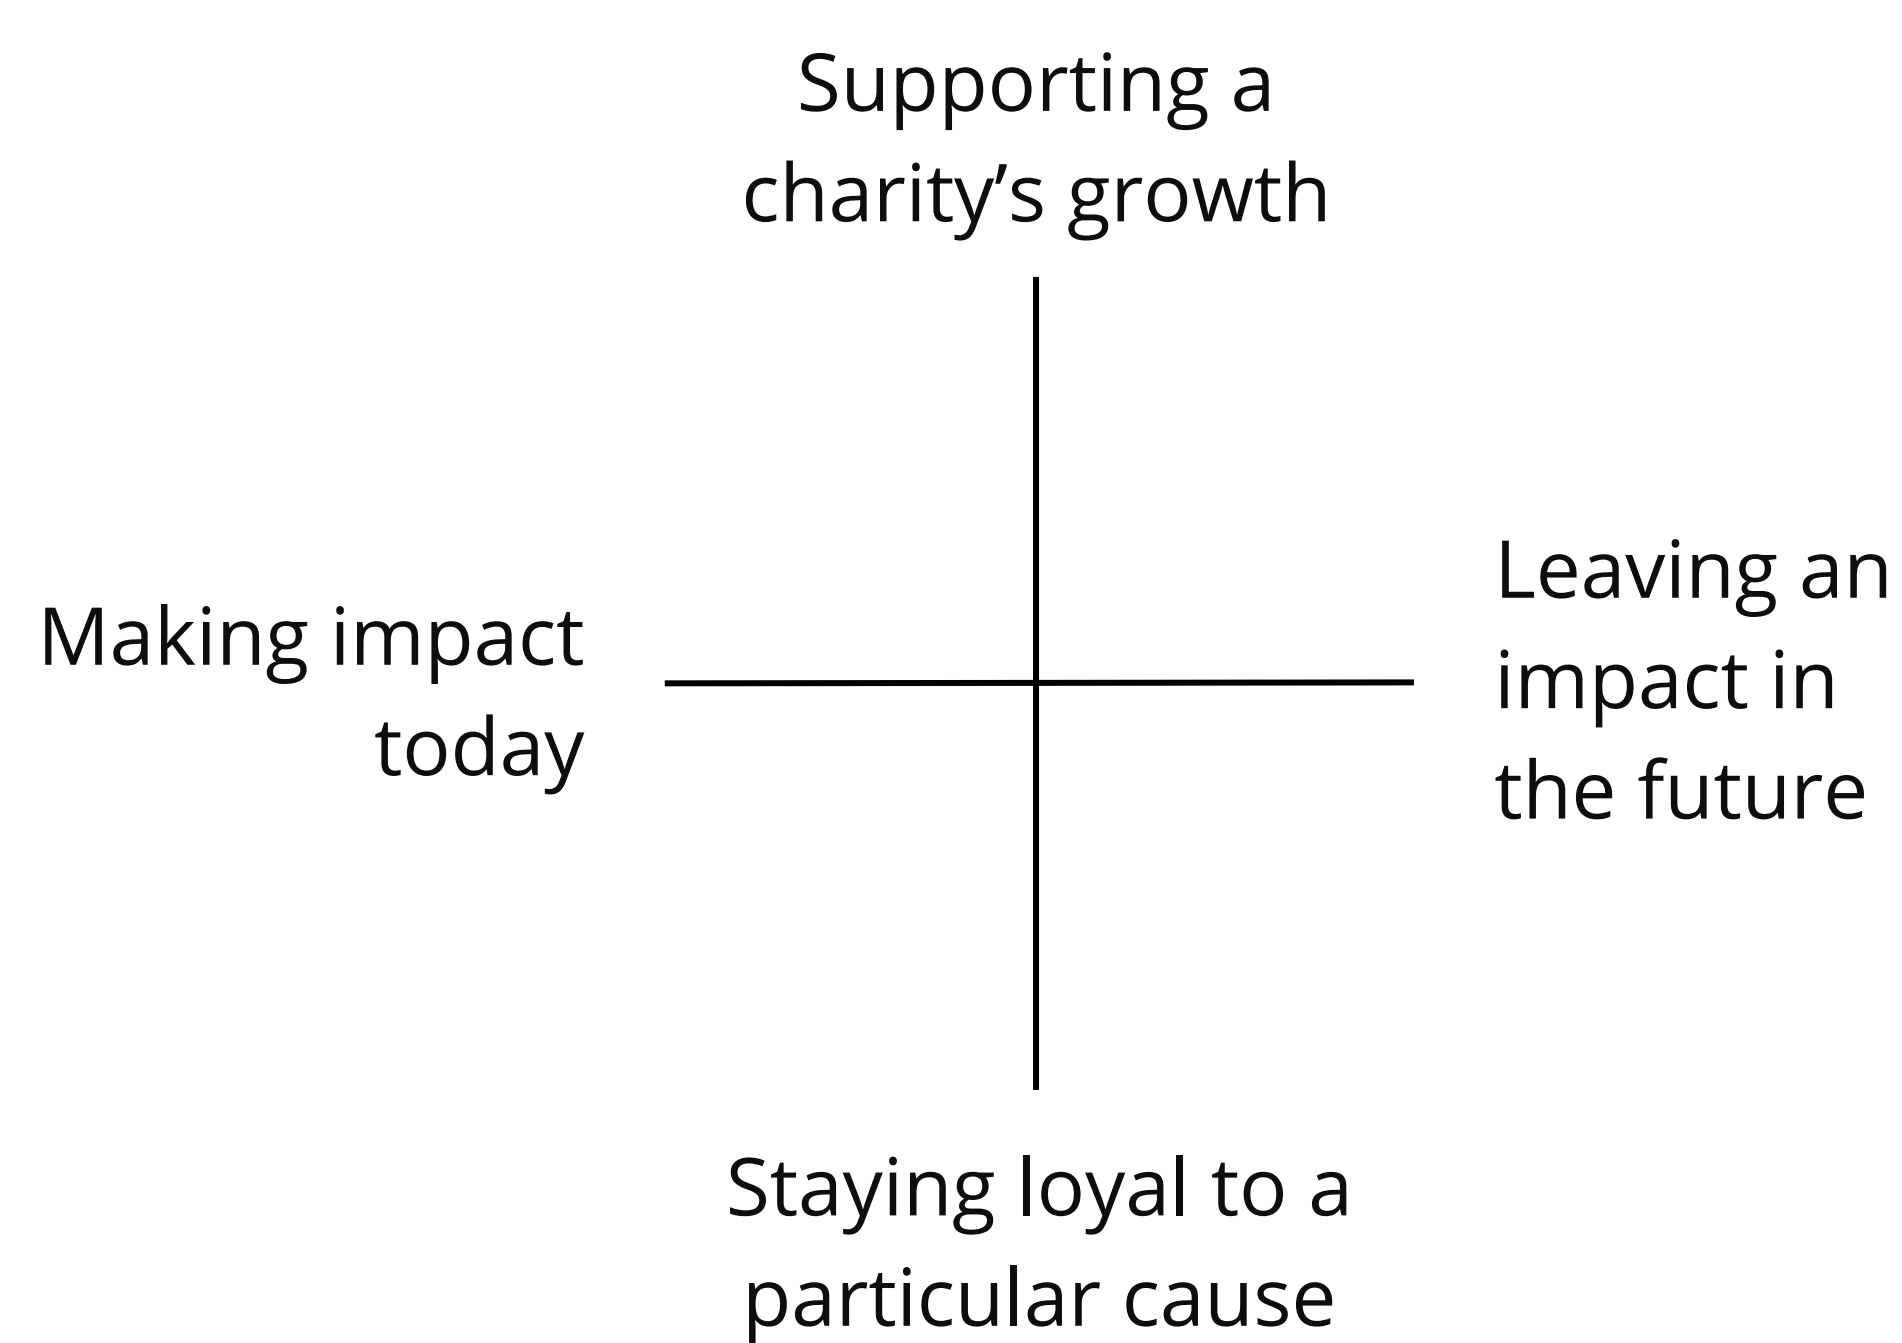 Supporting a
charity’s growth
Making impact
today
Leaving an
impact in
the future
Staying loyal to a
particular cause